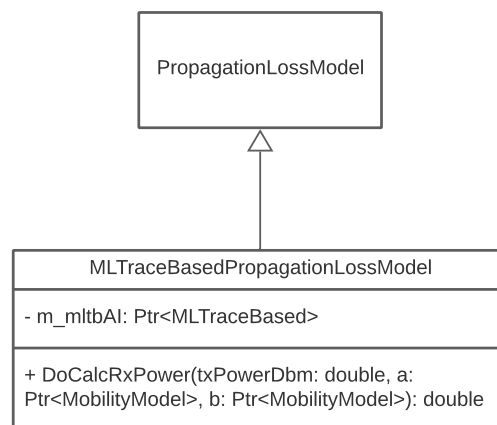 PropagationLossModel
MLTraceBasedPropagationLossModel
- m_mltbAI: Ptr<MLTraceBased>
+ DoCalcRxPower(txPowerDbm: double, a:
Ptr<MobilityModel>, b: Ptr<MobilityModel>): double